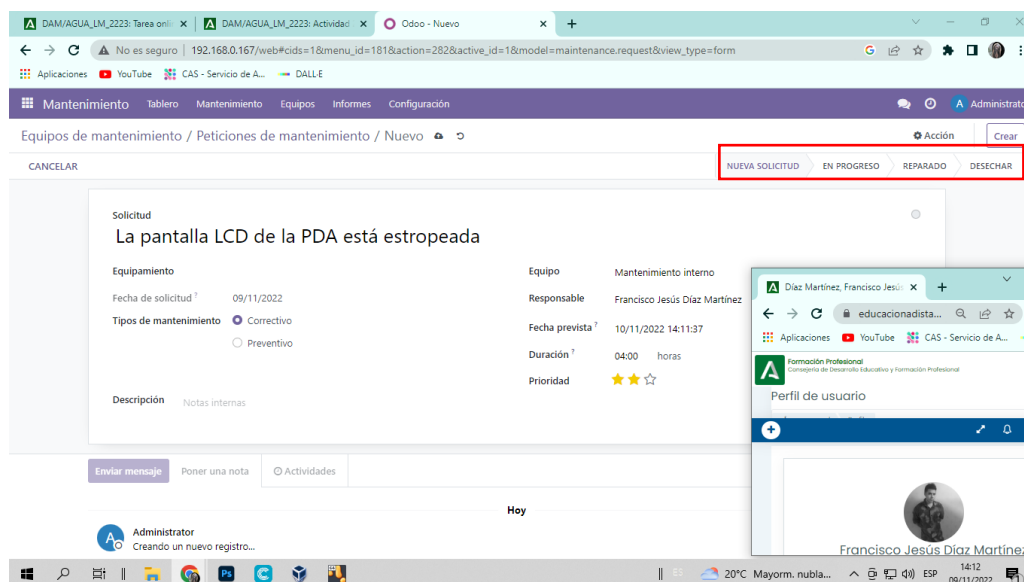 DAM/AGUA_LM_2223: Tarea onli
DAM/AGUA_LM_2223: Actividad
Odoo - Nuevo
No es seguro
192.168.0.167/web#cids=1&menu_id=181&action=282&active_id=1&model=maintenance.request&view_type=form
Aplicaciones YouTube CAS - Servicio de A... DALL·E
Mantenimiento Tablero Mantenimiento Equipos Informes Configuración
A Administrato
Equipos de mantenimiento / Peticiones de mantenimiento / Nuevo
Acción Crear
CANCELAR
NUEVA SOLICITUD EN PROGRESO REPARADO DESECHAR
Solicitud
La pantalla LCD de la PDA está estropeada
Equipamiento
Fecha de solicitud ? 09/11/2022
Tipos de mantenimiento Correctivo
Preventivo
Descripción Notas internas
Equipo Mantenimiento interno
Responsable Francisco Jesús Díaz Martínez
Fecha prevista ? 10/11/2022 14:11:37
Duración ? 04:00 horas
Prioridad
Díaz Martínez, Francisco Jesús
educacionadista...
Aplicaciones YouTube CAS - Servicio de A...
Formación Profesional
Consejería de Desarrollo Educativo y Formación Profesional
Perfil de usuario
Francisco Jesús Díaz Martínez
Enviar mensaje Poner una nota Actividades
Hoy
A Administrator
Creando un nuevo registro...
Ps
ES
20°C Mayorm. nubla...
ESP
14:12
09/11/2022